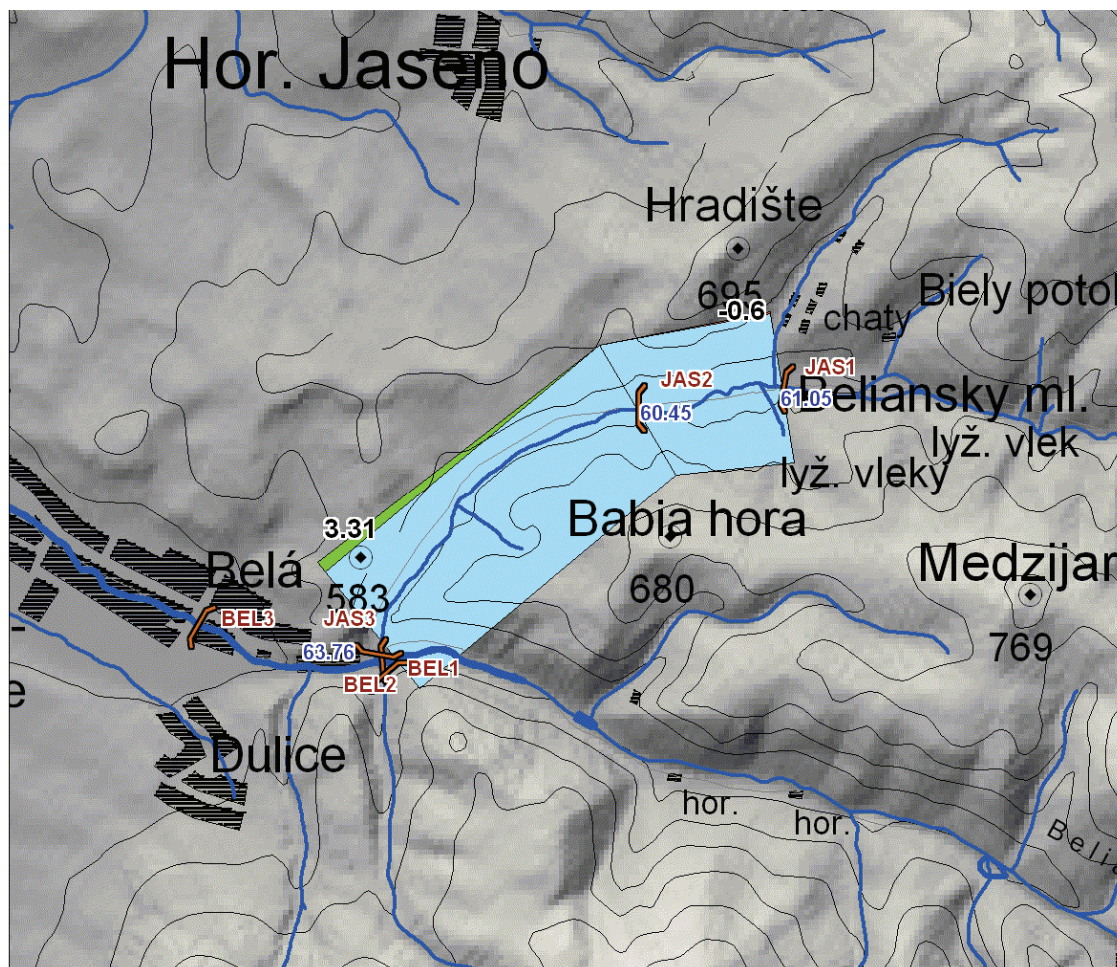 Hor. Jaseno
Hradište
695
-0.6
Biely potok
chaty
JAS1
JAS2
61.05
60.45
Beliansky ml.
lyž. vlek
lyž. vleky
Babia hora
3.31
Belá
583
680
Medzijar
769
BEL3
JAS3
63.76
BEL1
BEL2
e
Dulice
hor.
hor.
Belia